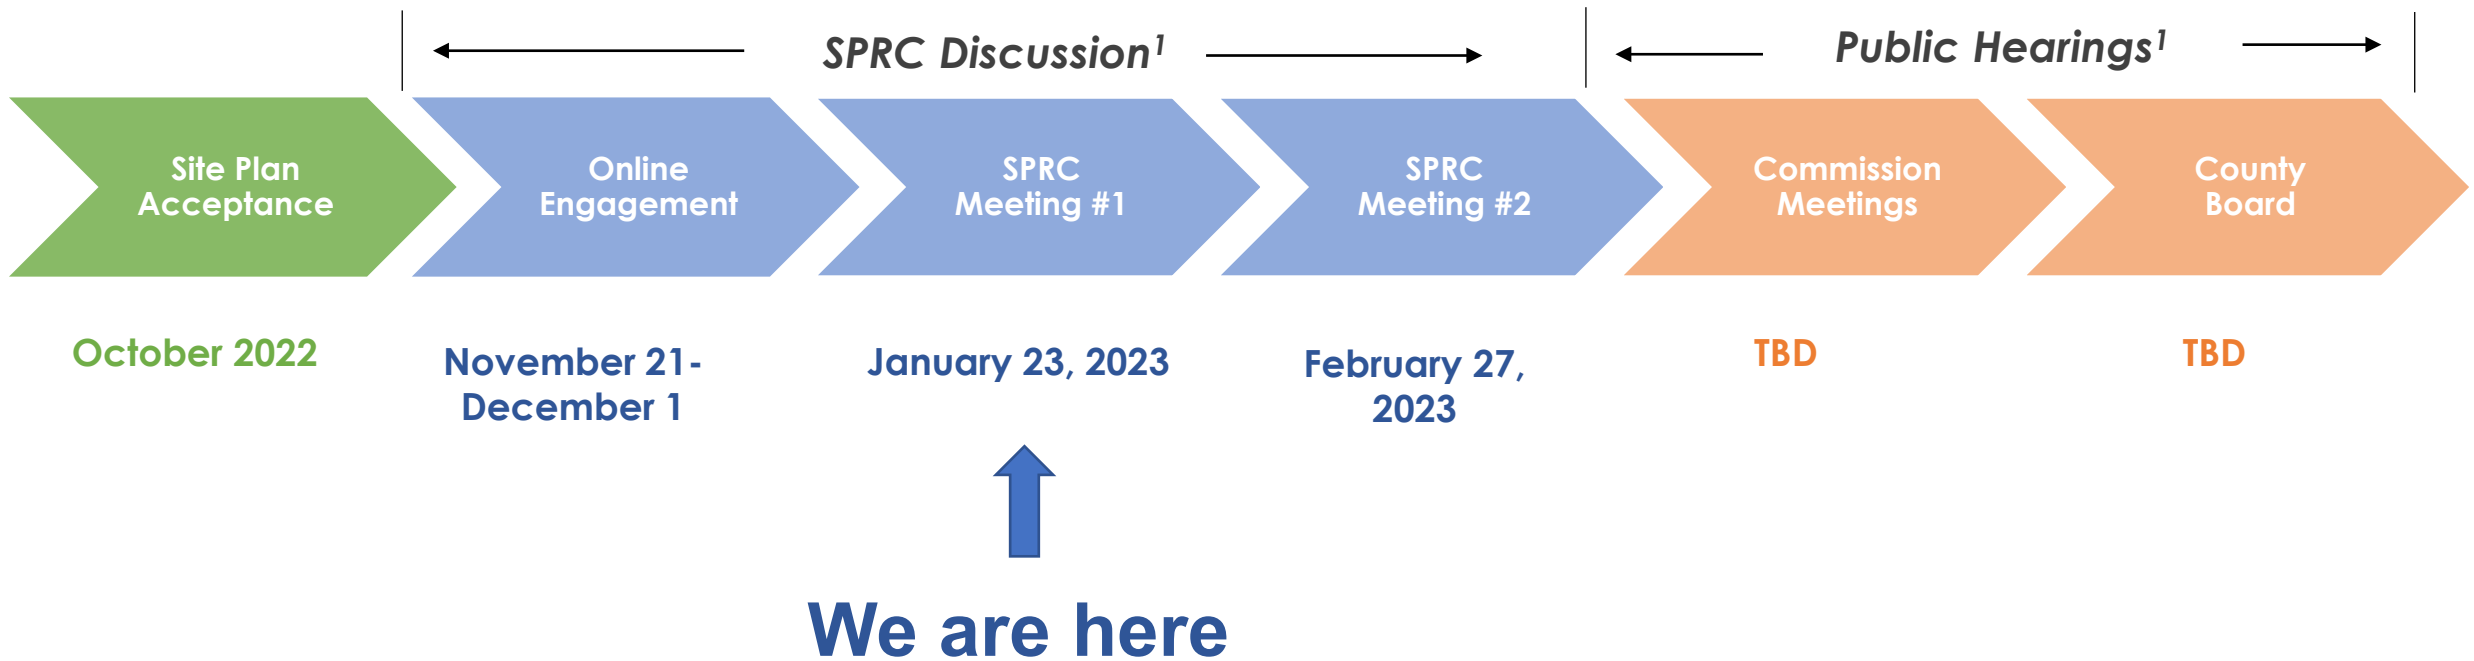 SPRC Discussion¹
Public Hearings¹
Site Plan
Acceptance
Online
Engagement
SPRC
Meeting #1
SPRC
Meeting #2
Commission
Meetings
County
Board
October 2022
November 21-
December 1
January 23, 2023
February 27,
2023
TBD
TBD
We are here